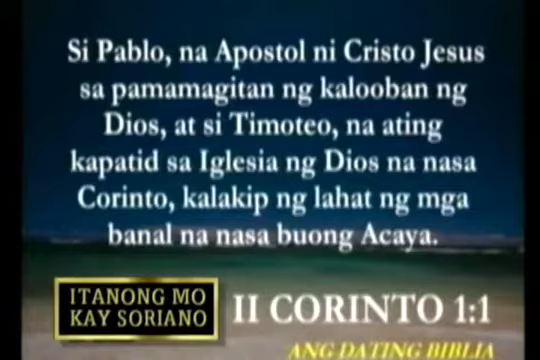 Si Pablo, na Apostol ni Cristo Jesus
sa pamamagitan ng kalooban ng
Dios, at si Timoteo, na ating
kapatid sa Iglesia ng Dios na nasa
Corinto, kalakip ng lahat ng mga
banal na nasa buong Acaya.
ITANONG MO
KAY SORIANO
II CORINTO 1:1
ANG DATING BIBLIA